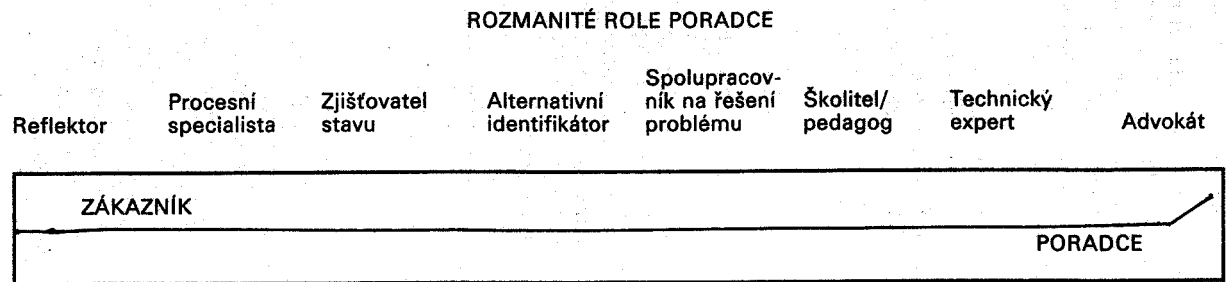 ROZMANITÉ ROLE PORADCE
Reflektor
Procesní
specialista
Zjišťovatel
stavu
Alternativní
identifikátor
Spolupracov-
ník na řešení
problému
Školitel/
pedagog
Technický
expert
Advokát
ZÁKAZNÍK
PORADCE